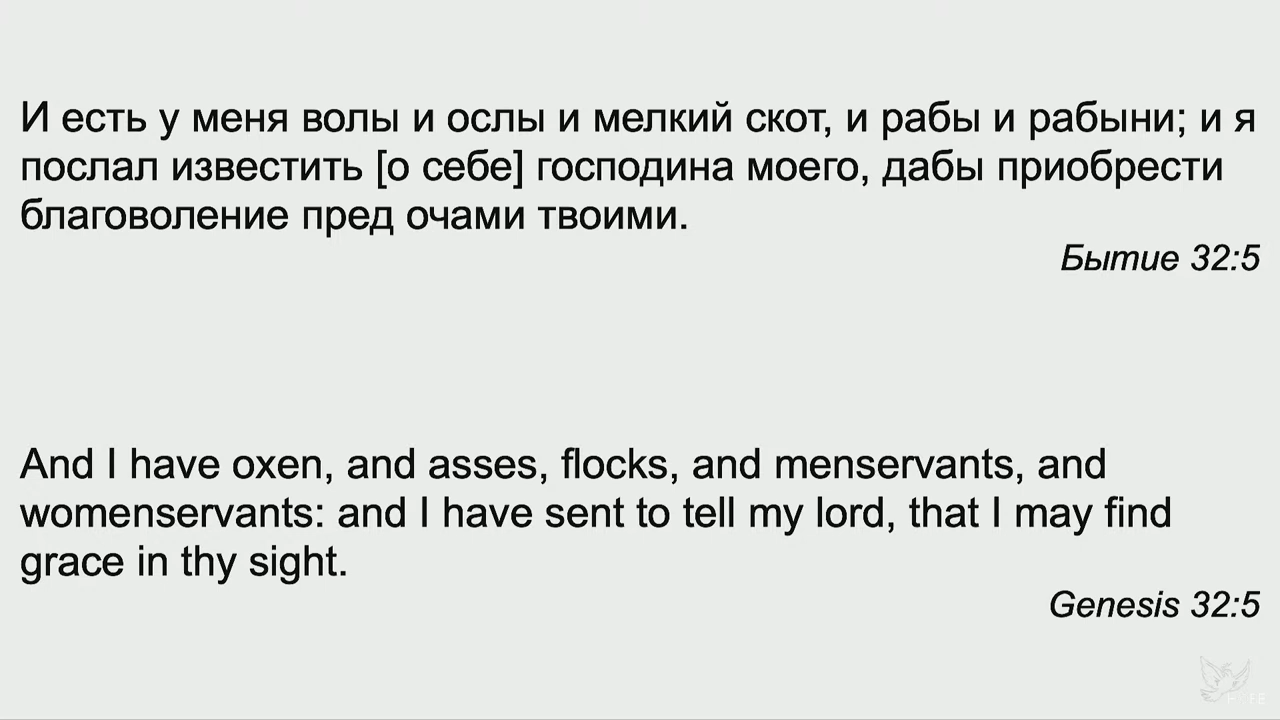 И есть у меня волы и ослы и мелкий скот, и рабы и рабыни; и я
послал известить [о себе] господина моего, дабы приобрести
благоволение пред очами твоими.
Бытие 32:5
And I have oxen, and asses, flocks, and menservants, and
womenservants: and I have sent to tell my lord, that I may find
grace in thy sight.
Genesis 32:5